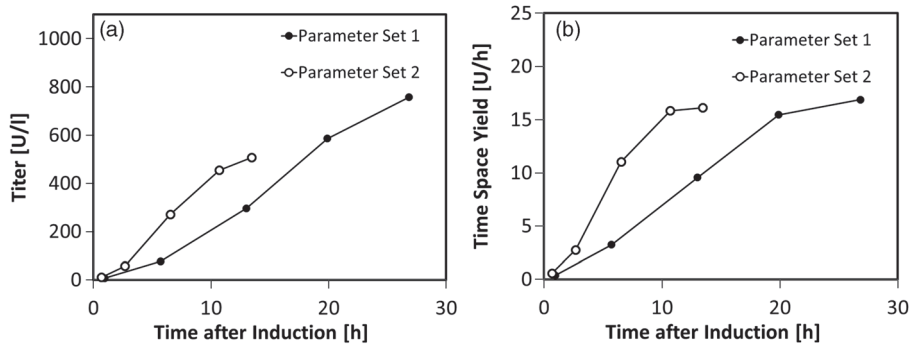 (a)
Parameter Set 1
Parameter Set 2
Titer [U/l]
1000
800
600
400
200
0
0 10 20 30
Time after Induction [h]
(b)
Parameter Set 1
Parameter Set 2
Time Space Yield [U/h]
25
20
15
10
5
0
0 10 20 30
Time after Induction [h]